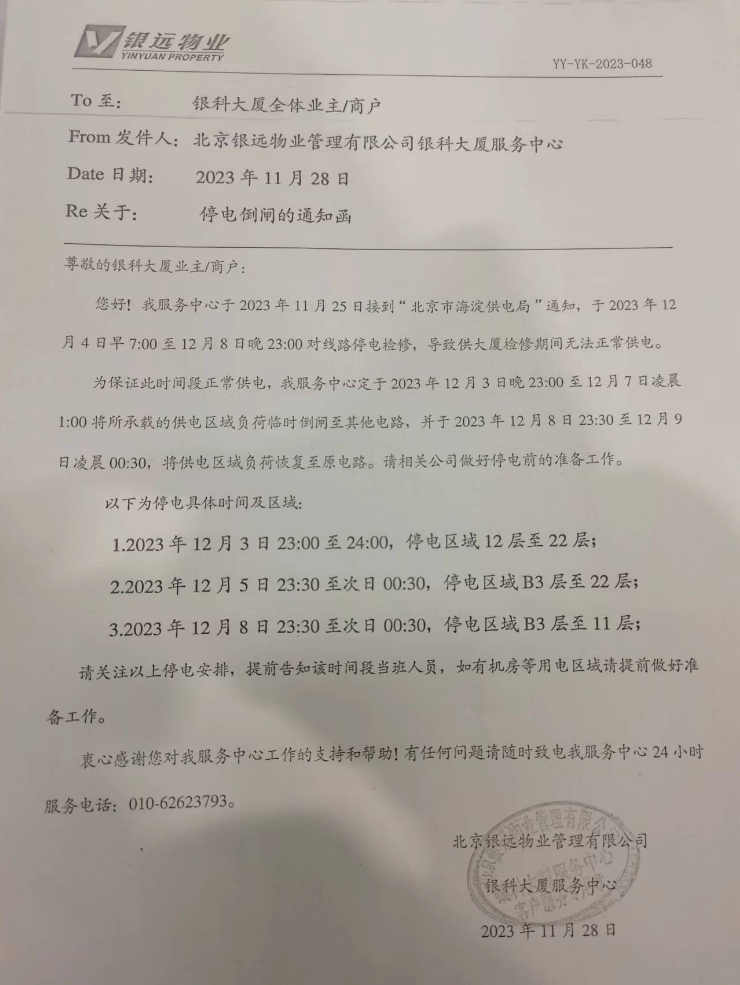 银远物业
YINYUAN PROPERTY
YY-YK-2023-048
To 至： 银科大厦全体业主/商户
From 发件人：北京银远物业管理有限公司银科大厦服务中心
Date 日期： 2023 年 11 月 28 日
Re 关于： 停电倒闸的通知函
尊敬的银科大厦业主/商户：
您好！我服务中心于 2023 年 11 月 25 日接到“北京市海淀供电局”通知，于 2023 年 12
月 4 日早 7:00 至 12 月 8 日晚 23:00 对线路停电检修，导致供大厦检修期间无法正常供电。
为保证此时间段正常供电，我服务中心定于 2023 年 12 月 3 日晚 23:00 至 12 月 7 日凌晨
1:00 将所承载的供电区域负荷临时倒闸至其他电路，并于 2023 年 12 月 8 日 23:30 至 12 月 9
日凌晨 00:30，将供电区域负荷恢复至原电路。请相关公司做好停电前的准备工作。
以下为停电具体时间及区域：
1.2023 年 12 月 3 日 23:00 至 24:00，停电区域 12 层至 22 层；
2.2023 年 12 月 5 日 23:30 至次日 00:30，停电区域 B3 层至 22 层；
3.2023 年 12 月 8 日 23:30 至次日 00:30，停电区域 B3 层至 11 层；
请关注以上停电安排，提前告知该时间段当班人员，如有机房等用电区域请提前做好准
备工作。
衷心感谢您对我服务中心工作的支持和帮助！有任何问题请随时致电我服务中心 24 小时
服务电话：010-62623793。
北京银远物业管理有限公司
银科大厦服务中心
2023 年 11 月 28 日